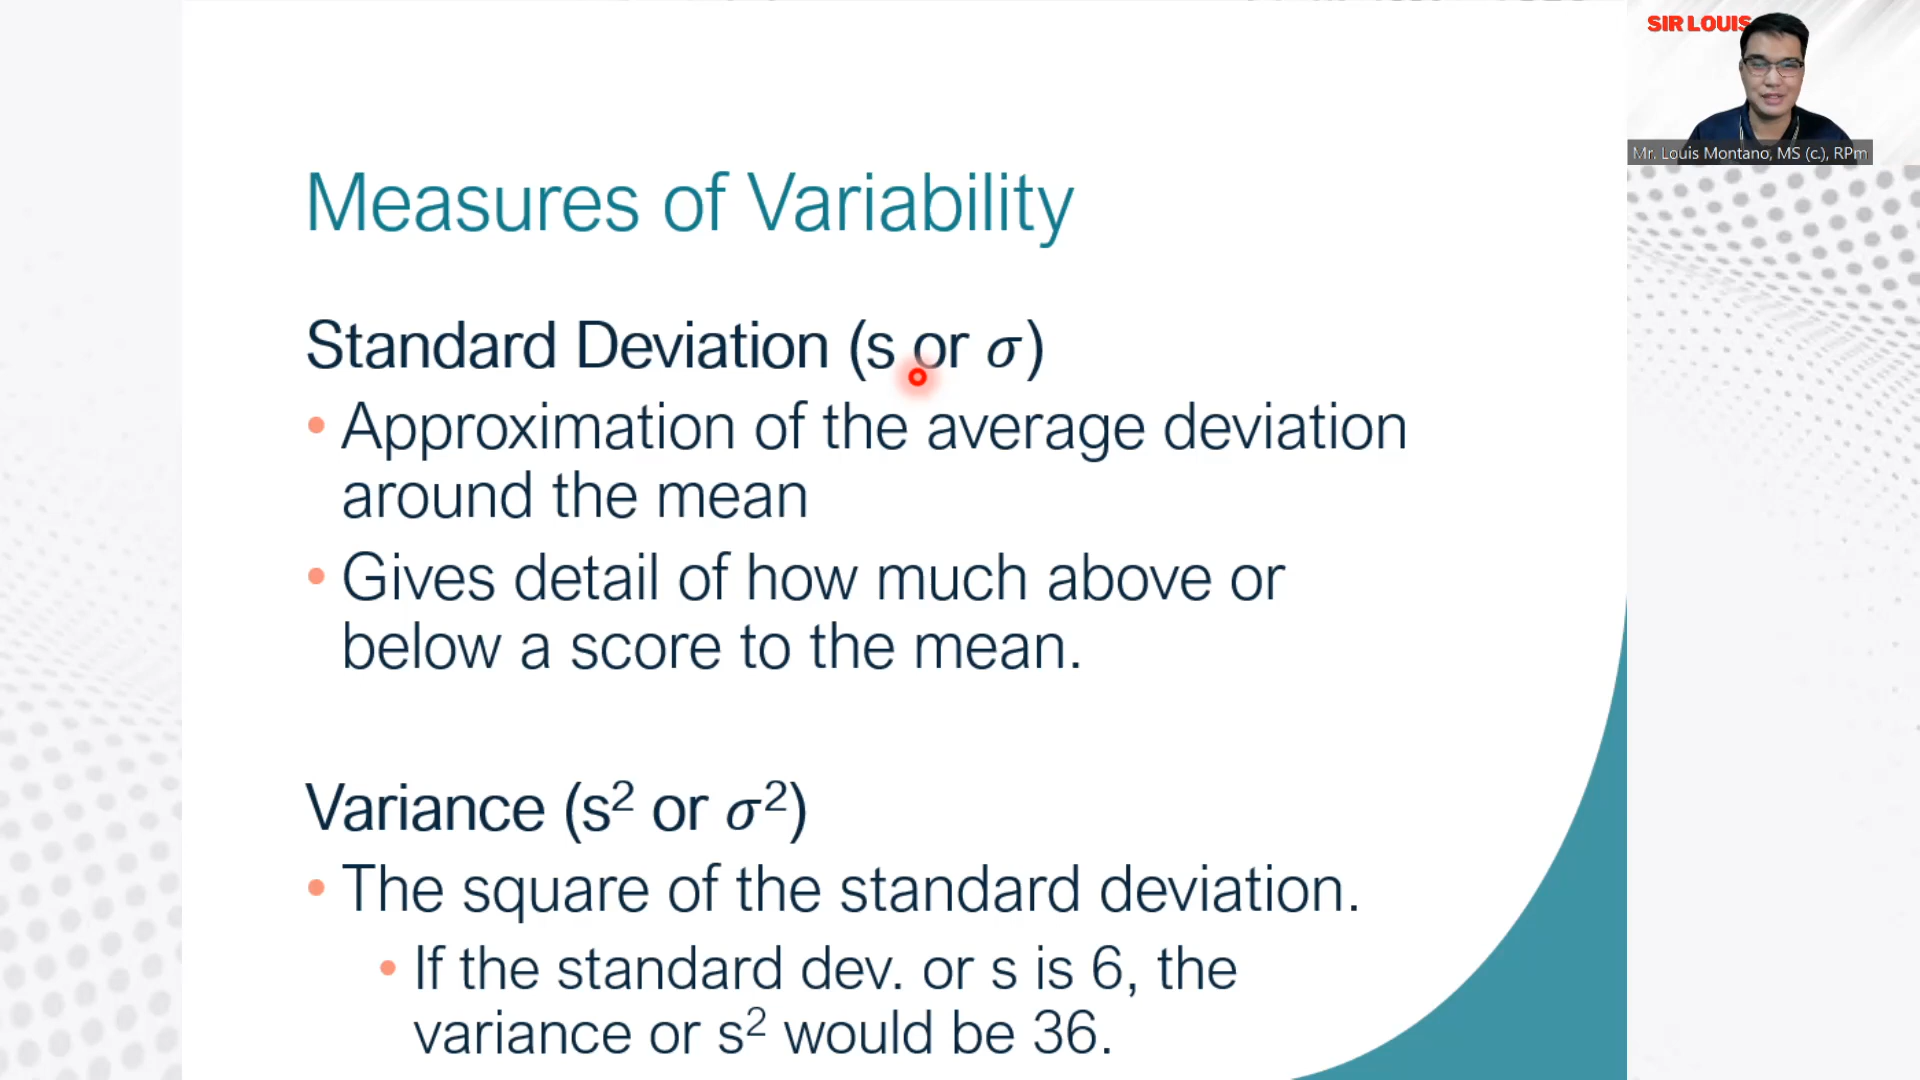 SIR LOUIS
Mr. Louis Montano, MS (c.), RPm
Measures of Variability
Standard Deviation (s or 𝜎)
• Approximation of the average deviation
around the mean
• Gives detail of how much above or
below a score to the mean.
Variance (s² or 𝜎²)
• The square of the standard deviation.
• If the standard dev. or s is 6, the
variance or s² would be 36.